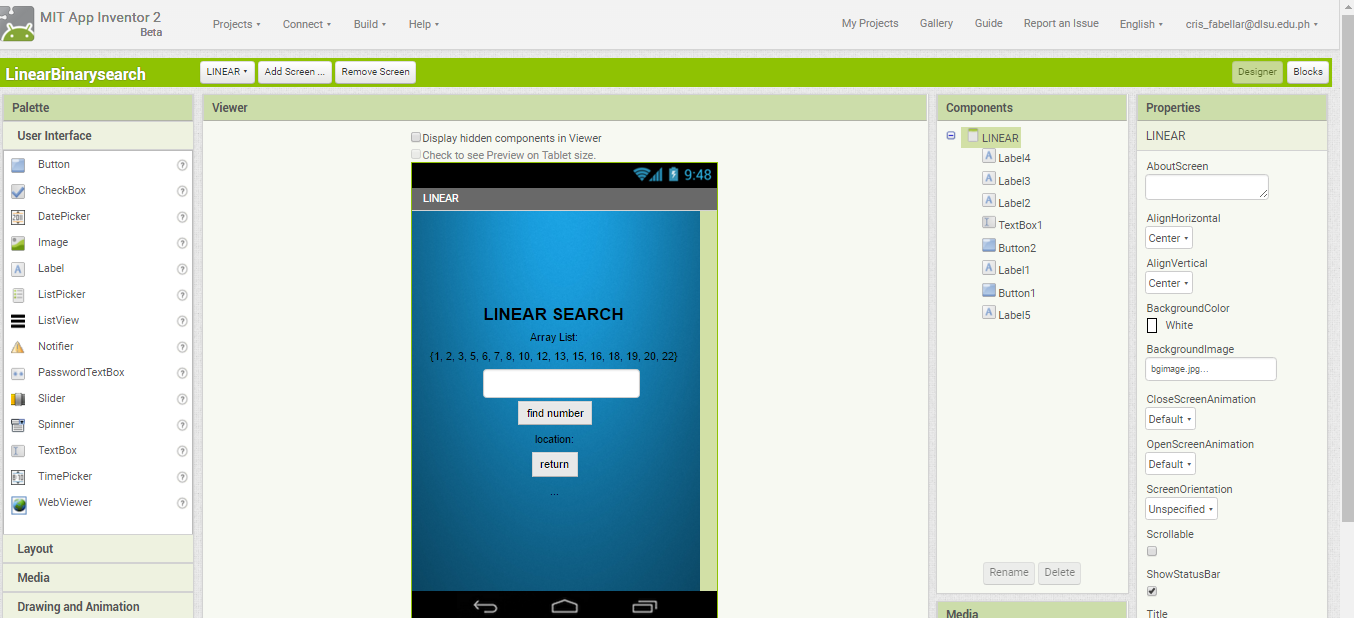 MIT App Inventor 2
Beta
Projects Connect Build Help
My Projects Gallery Guide Report an Issue English cris_fabellar@dlsu.edu.ph
LinearBinarysearch
LINEAR Add Screen ... Remove Screen
Designer Blocks
Palette
User Interface
Button
CheckBox
DatePicker
Image
Label
ListPicker
ListView
Notifier
PasswordTextBox
Slider
Spinner
TextBox
TimePicker
WebViewer
Layout
Media
Drawing and Animation
Viewer
Display hidden components in Viewer
Check to see Preview on Tablet size.
9:48
LINEAR
LINEAR SEARCH
Array List:
{1, 2, 3, 5, 6, 7, 8, 10, 12, 13, 15, 16, 18, 19, 20, 22}
find number
location:
return
...
Components
LINEAR
Label4
Label3
Label2
TextBox1
Button2
Label1
Button1
Label5
Rename Delete
Media
Properties
LINEAR
AboutScreen
AlignHorizontal
Center
AlignVertical
Center
BackgroundColor
White
BackgroundImage
bgimage.jpg...
CloseScreenAnimation
Default
OpenScreenAnimation
Default
ScreenOrientation
Unspecified
Scrollable
ShowStatusBar
Title